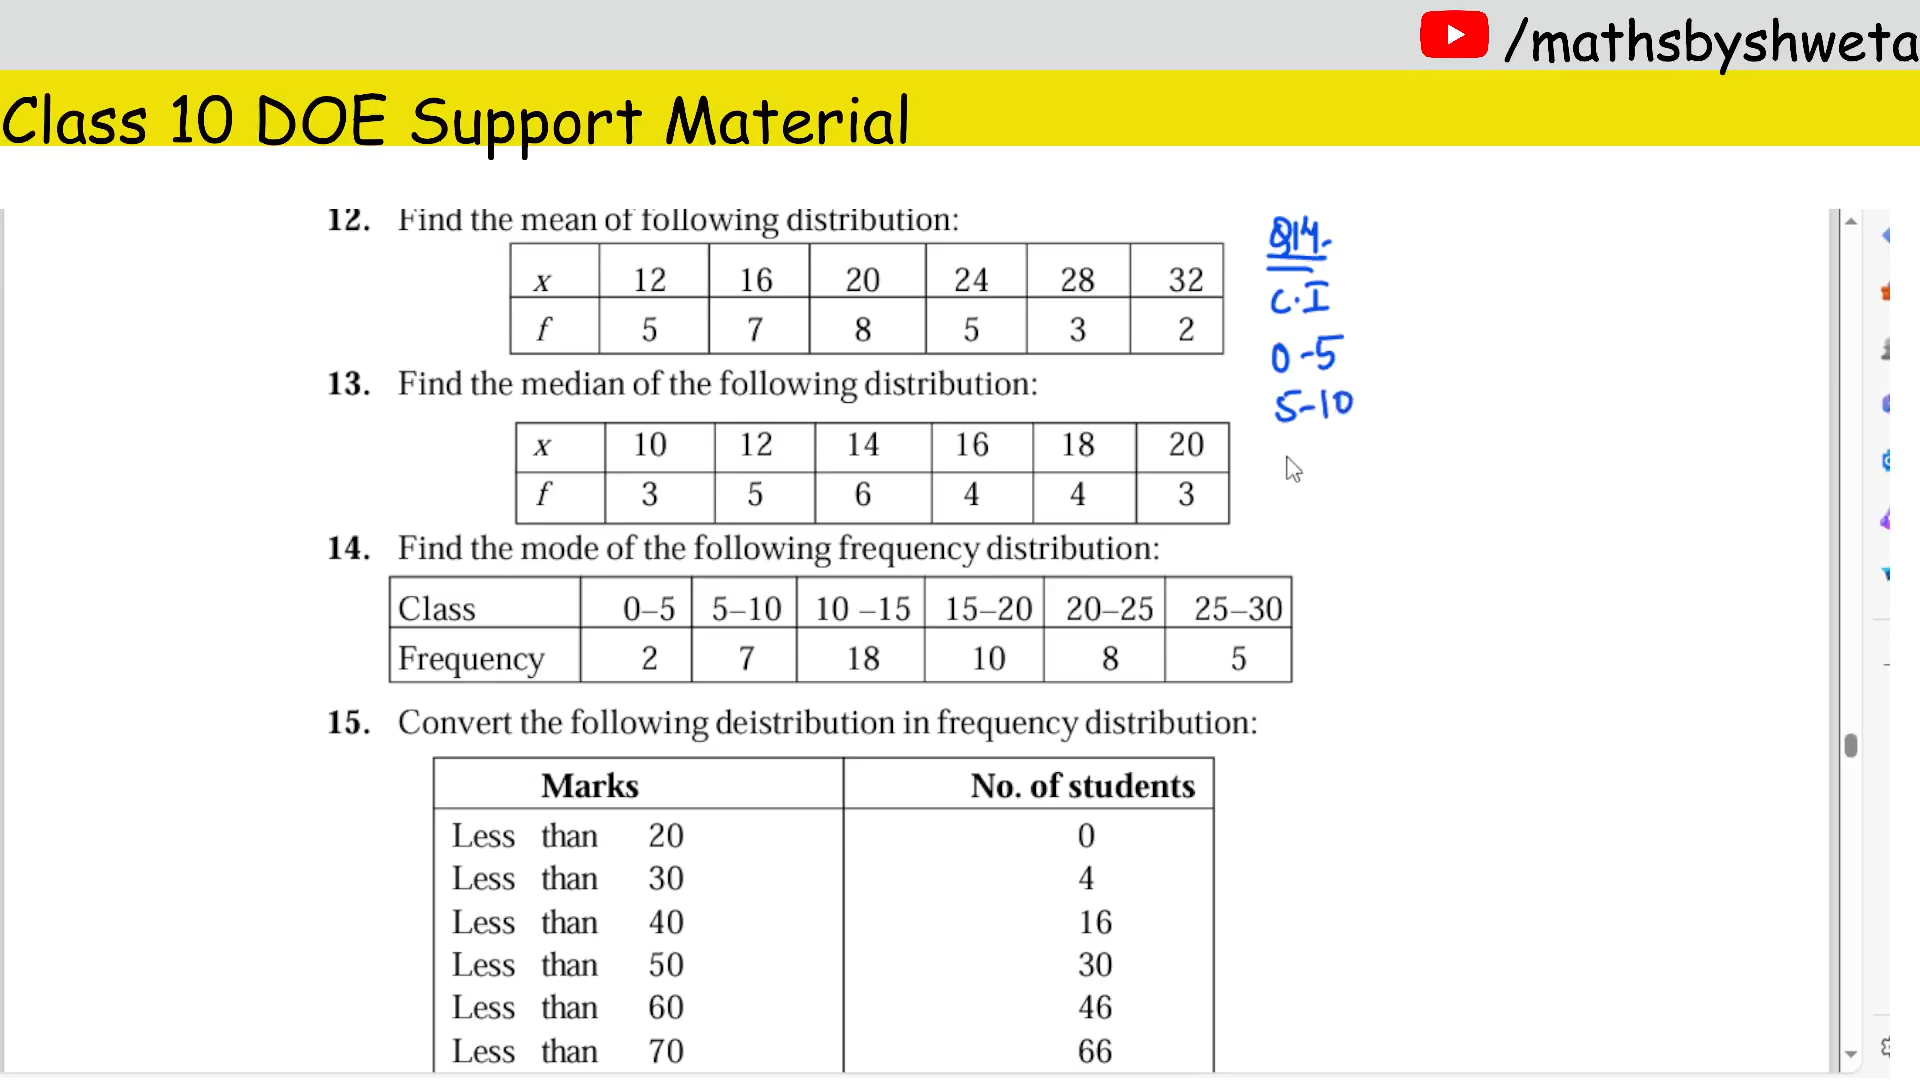 /mathsbyshweta
Class 10 DOE Support Material
12. Find the mean of following distribution:
x 12 16 20 24 28 32
f 5 7 8 5 3 2
13. Find the median of the following distribution:
x 10 12 14 16 18 20
f 3 5 6 4 4 3
14. Find the mode of the following frequency distribution:
Class 0–5 5–10 10 –15 15–20 20–25 25–30
Frequency 2 7 18 10 8 5
15. Convert the following deistribution in frequency distribution:
Marks No. of students
Less than 20 0
Less than 30 4
Less than 40 16
Less than 50 30
Less than 60 46
Less than 70 66
Q14.
C.I
0-5
5-10